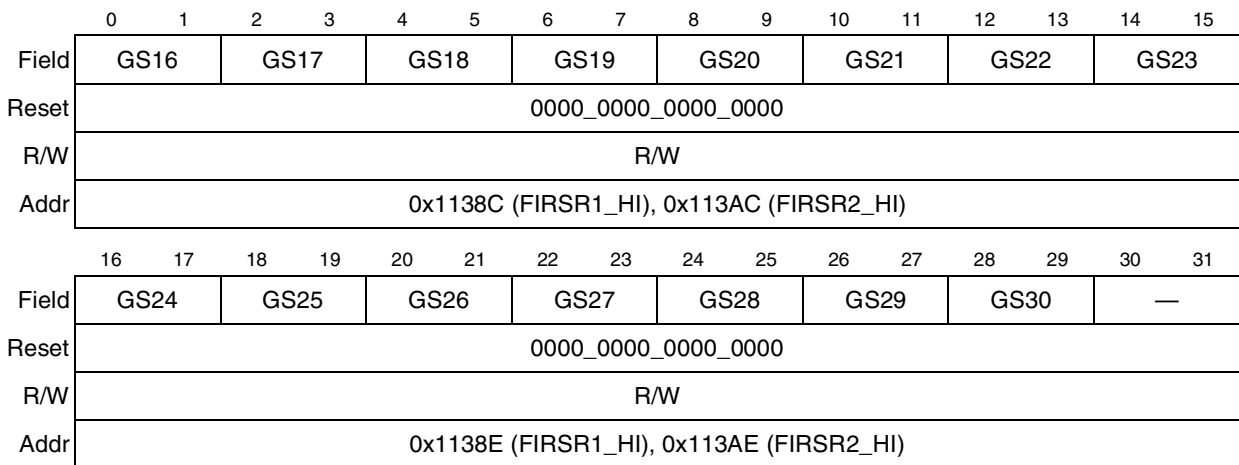 0 1 2 3 4 5 6 7 8 9 10 11 12 13 14 15
Field GS16 GS17 GS18 GS19 GS20 GS21 GS22 GS23
Reset 0000_0000_0000_0000
R/W R/W
Addr 0x1138C (FIRSR1_HI), 0x113AC (FIRSR2_HI)
16 17 18 19 20 21 22 23 24 25 26 27 28 29 30 31
Field GS24 GS25 GS26 GS27 GS28 GS29 GS30 —
Reset 0000_0000_0000_0000
R/W R/W
Addr 0x1138E (FIRSR1_HI), 0x113AE (FIRSR2_HI)